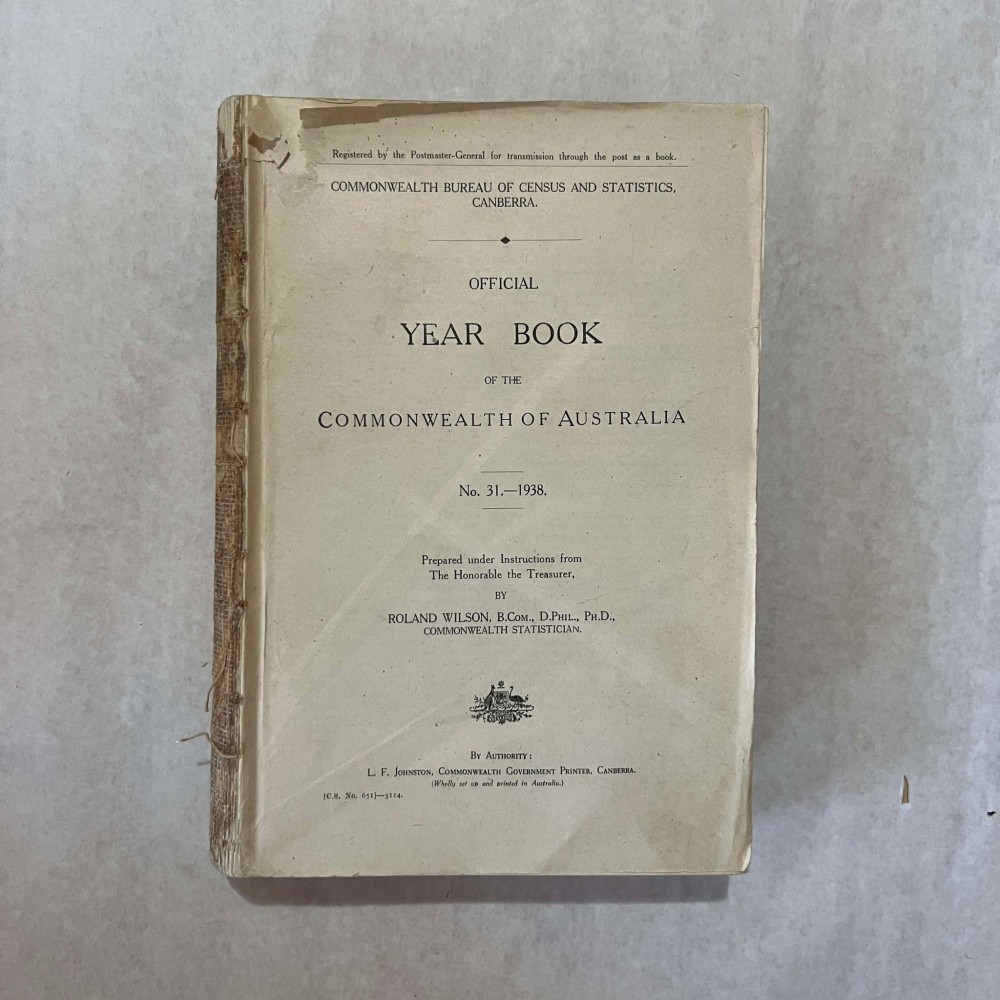 Registered by the Postmaster-General for transmission through the post as a book.
COMMONWEALTH BUREAU OF CENSUS AND STATISTICS,
CANBERRA.
OFFICIAL
YEAR BOOK
OF THE
COMMONWEALTH OF AUSTRALIA
No. 31.—1938.
Prepared under Instructions from
The Honorable the Treasurer,
BY
ROLAND WILSON, B.COM., D.PHIL., PH.D.,
COMMONWEALTH STATISTICIAN.
BY AUTHORITY:
L. F. JOHNSTON, COMMONWEALTH GOVERNMENT PRINTER, CANBERRA.
(Wholly set up and printed in Australia.)
[C.S. No. 651]—3114.